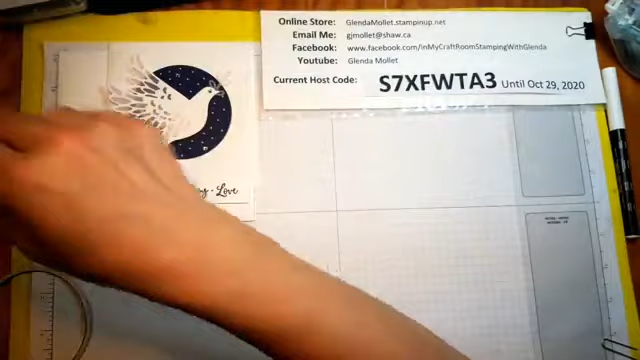 Online Store: GlendaMollet.stampinup.net
Email Me: gjmollet@shaw.ca
Facebook: www.facebook.com/inMyCraftRoomStampingWithGlenda
Youtube: Glenda Mollet
Current Host Code: S7XFWTA3 Until Oct 29, 2020
- Love